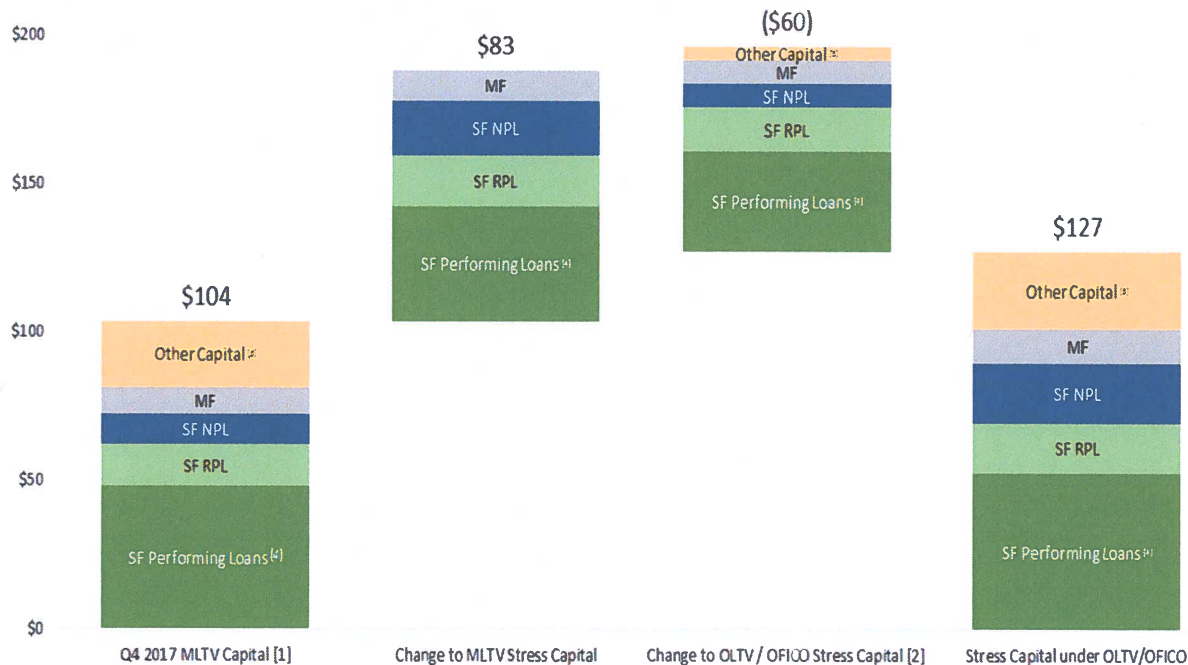 $200
$150
$100
$50
$0
$104
Other Capital
MF
SF NPL
SF RPL
SF Performing Loans [4]
Q4 2017 MLTV Capital [1]
$83
MF
SF NPL
SF RPL
SF Performing Loans [4]
Change to MLTV Stress Capital
($60)
Other Capital
MF
SF NPL
SF RPL
SF Performing Loans
Change to OLTV / OFICO Stress Capital [2]
$127
Other Capital [3]
MF
SF NPL
SF RPL
SF Performing Loans
Stress Capital under OLTV/OFICO